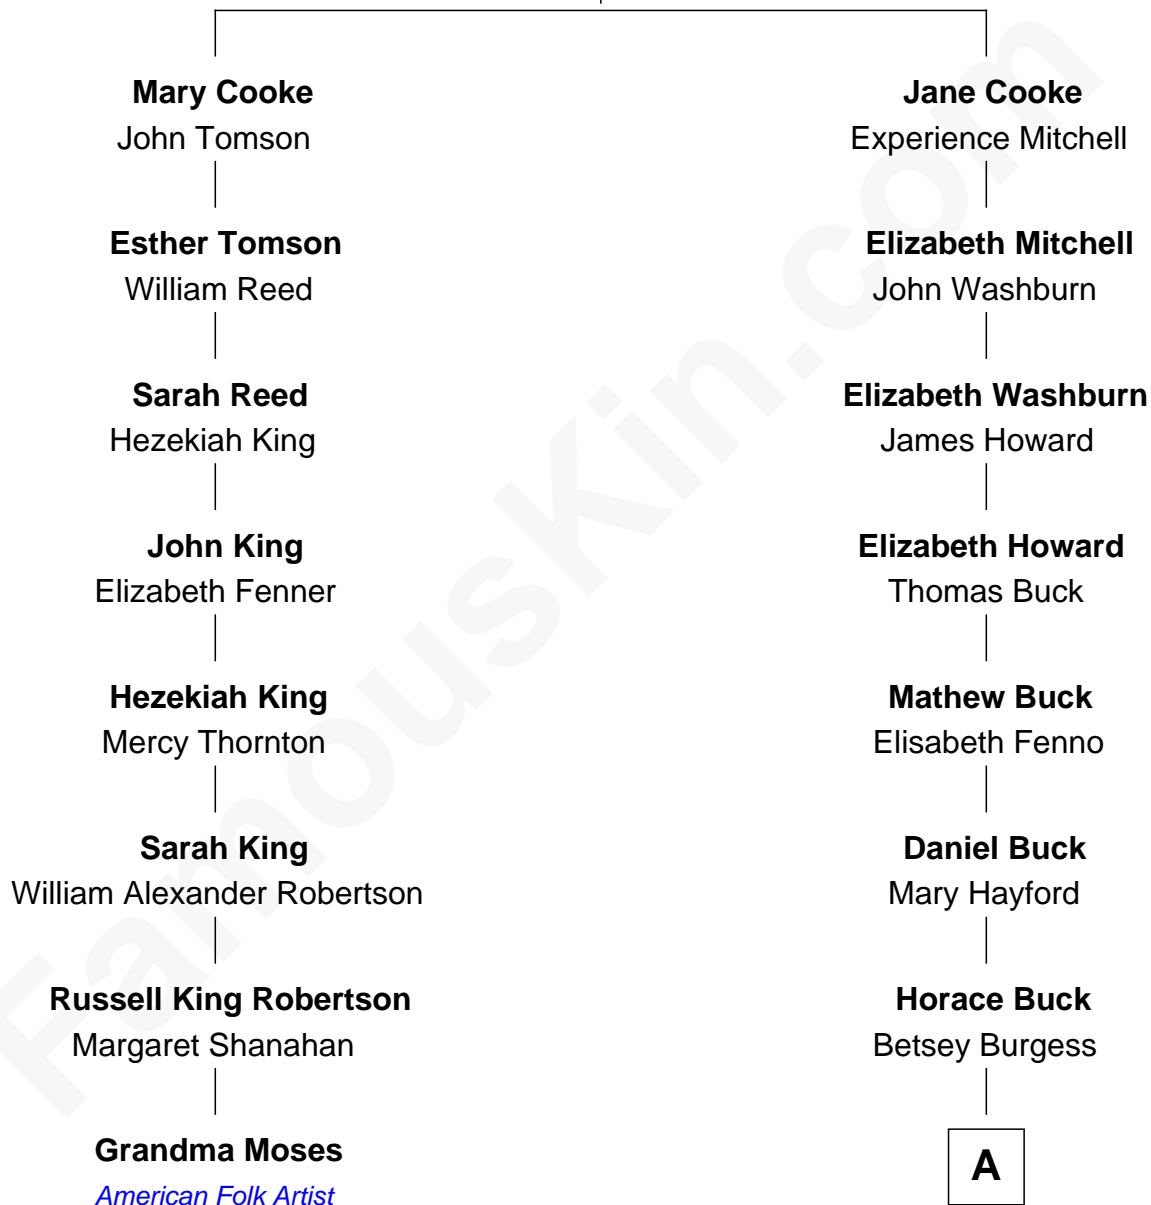 Mary Cooke
John Tomson
Esther Tomson
William Reed
Sarah Reed
Hezekiah King
John King
Elizabeth Fenner
Hezekiah King
Mercy Thornton
Sarah King
William Alexander Robertson
Russell King Robertson
Margaret Shanahan
Grandma Moses
American Folk Artist
Jane Cooke
Experience Mitchell
Elizabeth Mitchell
John Washburn
Elizabeth Washburn
James Howard
Elizabeth Howard
Thomas Buck
Mathew Buck
Elisabeth Fenno
Daniel Buck
Mary Hayford
Horace Buck
Betsey Burgess
A
FamousKin.com